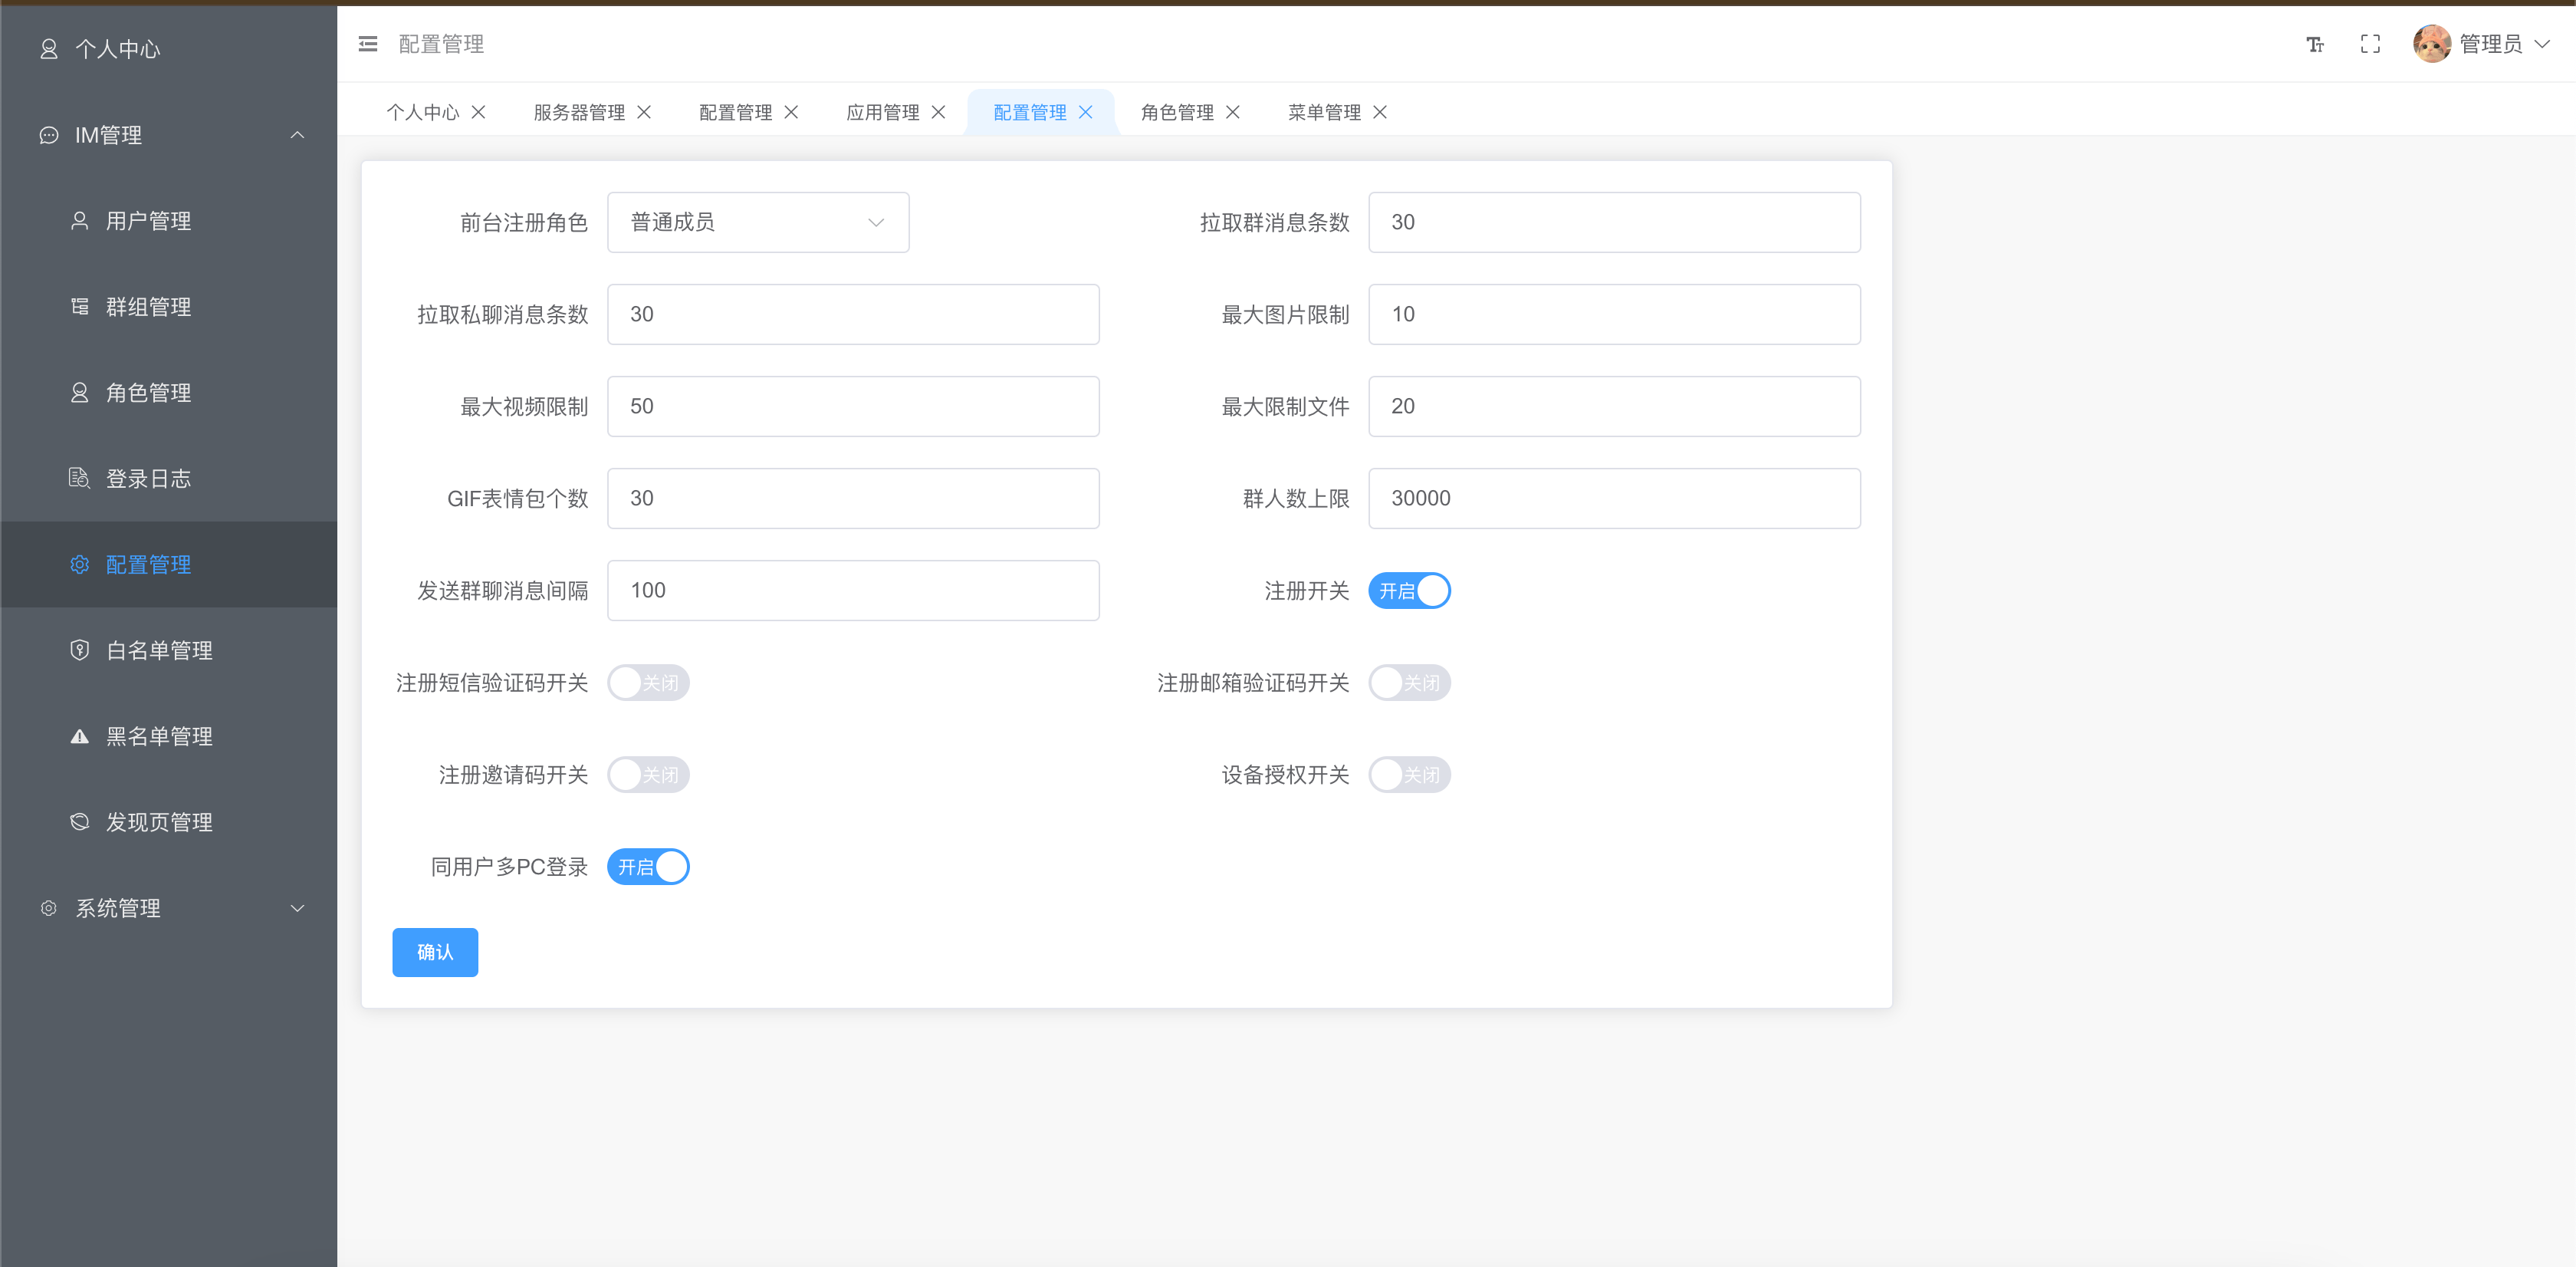 个人中心
IM管理
用户管理
群组管理
角色管理
登录日志
配置管理
白名单管理
黑名单管理
发现页管理
系统管理
配置管理
管理员
个人中心 服务器管理 配置管理 应用管理 配置管理 角色管理 菜单管理
前台注册角色 普通成员 拉取群消息条数 30
拉取私聊消息条数 30 最大图片限制 10
最大视频限制 50 最大限制文件 20
GIF表情包个数 30 群人数上限 30000
发送群聊消息间隔 100 注册开关 开启
注册短信验证码开关 关闭 注册邮箱验证码开关 关闭
注册邀请码开关 关闭 设备授权开关 关闭
同用户多PC登录 开启
确认